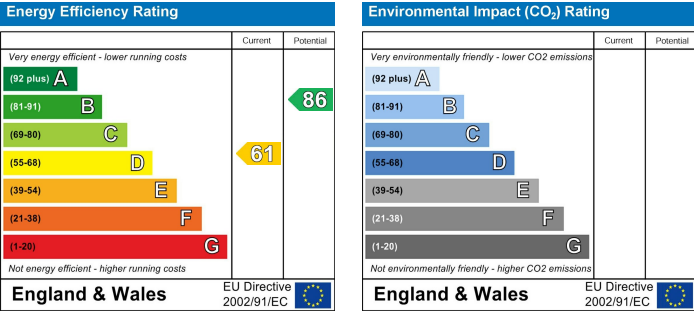 Energy Efficiency Rating
Current Potential
Very energy efficient - lower running costs
(92 plus) A
(81-91) B
86
(69-80) C
(55-68) D
61
(39-54) E
(21-38) F
(1-20) G
Not energy efficient - higher running costs
England & Wales
EU Directive
2002/91/EC
Environmental Impact (CO₂) Rating
Current Potential
Very environmentally friendly - lower CO2 emissions
(92 plus) A
(81-91) B
(69-80) C
(55-68) D
(39-54) E
(21-38) F
(1-20) G
Not environmentally friendly - higher CO2 emissions
England & Wales
EU Directive
2002/91/EC